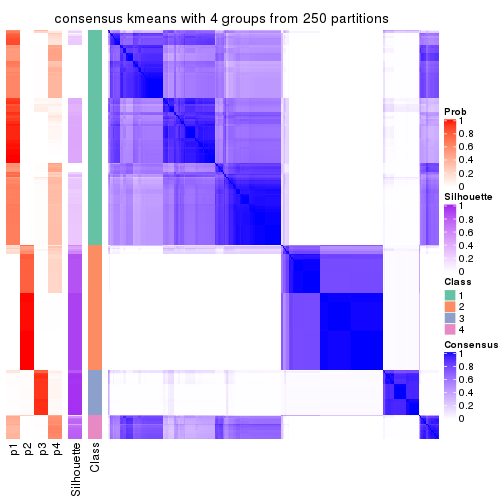 consensus kmeans with 4 groups from 250 partitions
Prob
1
0.8
0.6
0.4
0.2
0
Silhouette
1
0.8
0.6
0.4
0.2
0
Class
1
2
3
4
Consensus
1
0.8
0.6
0.4
0.2
0
p1
p2
p3
p4
Silhouette
Class